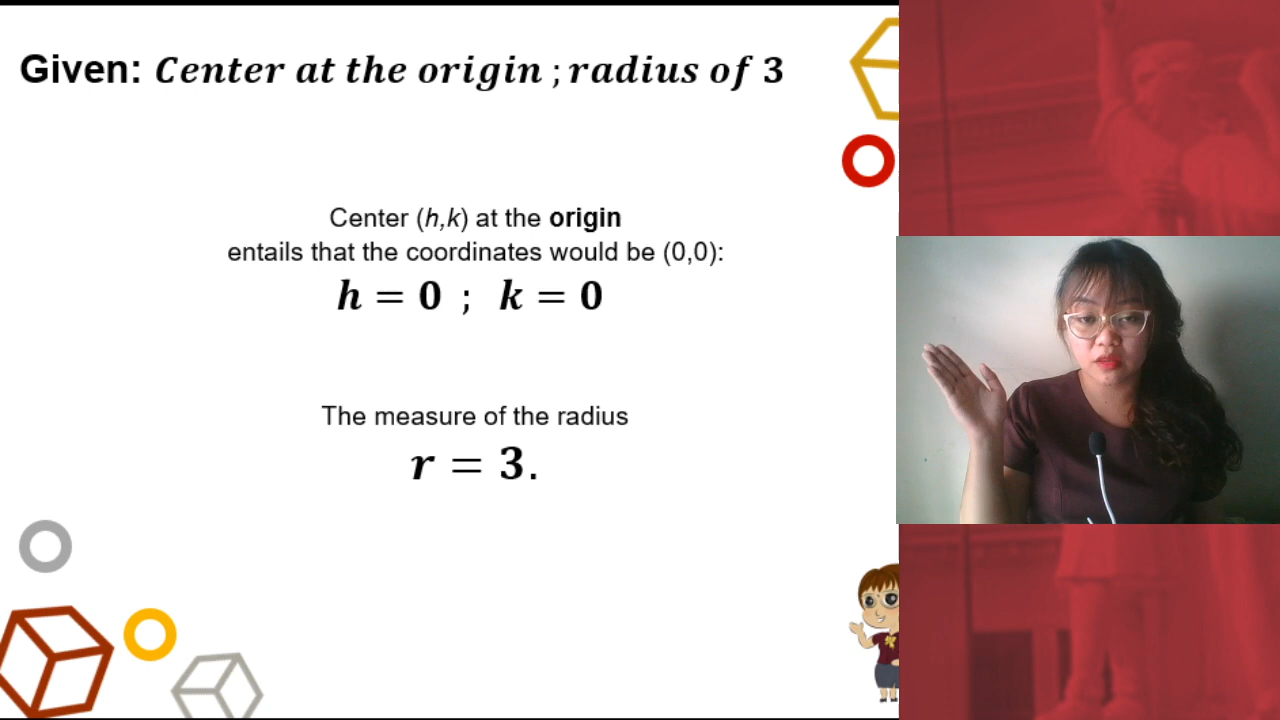 Given: Center at the origin ; radius of 3
Center (h,k) at the origin
entails that the coordinates would be (0,0):
h = 0 ; k = 0
The measure of the radius
r = 3.